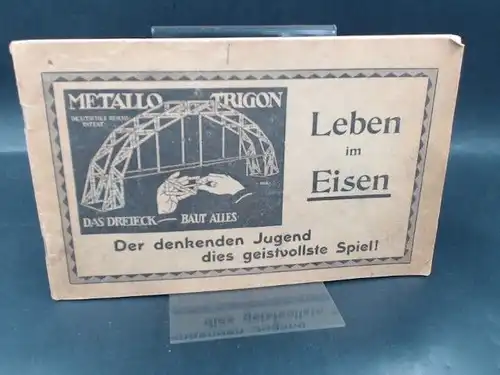 METALLO TRIGON
DEUTSCHES REICHS
PATENT
DAS DREIECK — BAUT ALLES
Leben
im
Eisen
Der denkenden Jugend
dies geistvollste Spiel!